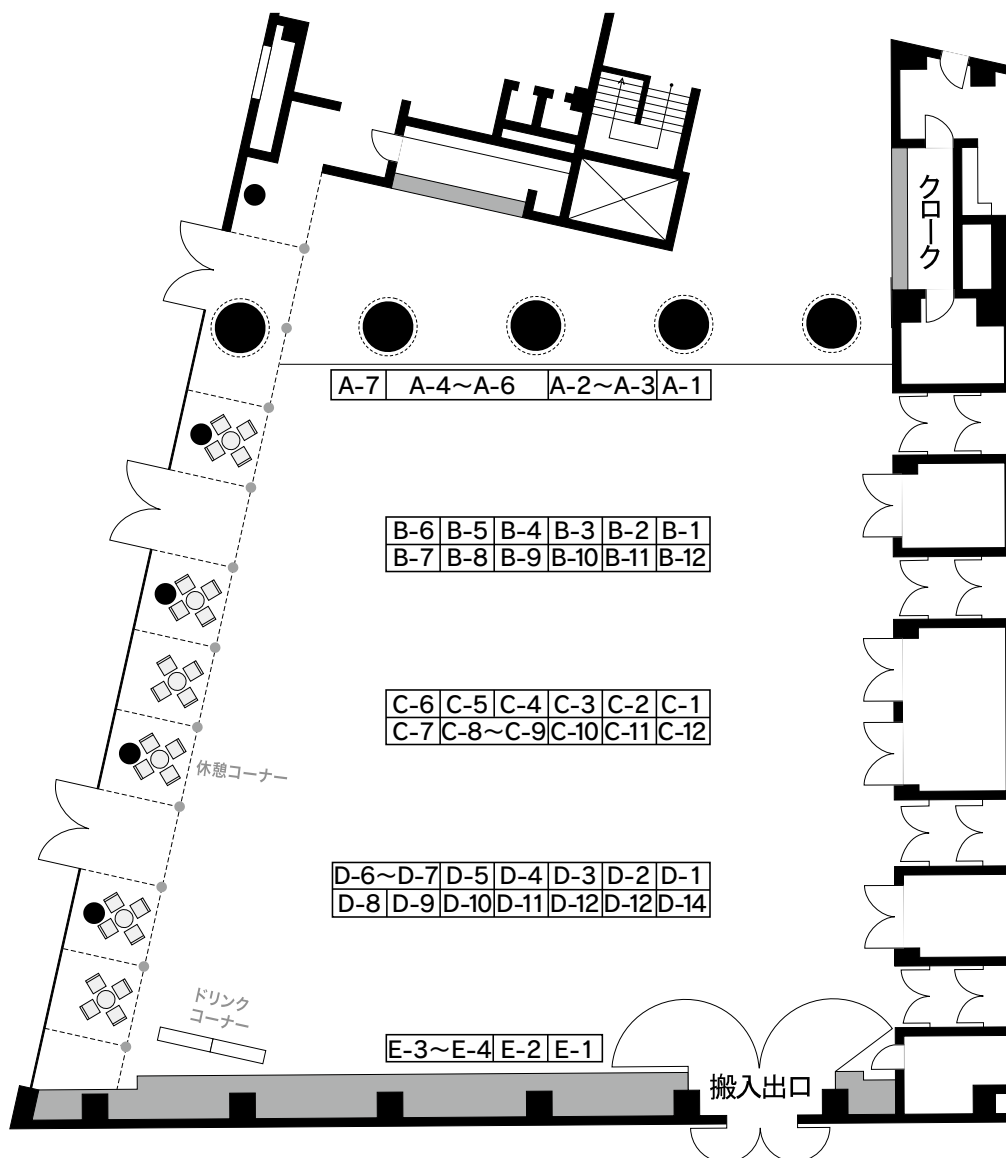 クローク
A-7 A-4～A-6 A-2～A-3 A-1
B-6 B-5 B-4 B-3 B-2 B-1
B-7 B-8 B-9 B-10 B-11 B-12
C-6 C-5 C-4 C-3 C-2 C-1
C-7 C-8～C-9 C-10 C-11 C-12
休憩コーナー
D-6～D-7 D-5 D-4 D-3 D-2 D-1
D-8 D-9 D-10 D-11 D-12 D-12 D-14
ドリンク
コーナー
E-3～E-4 E-2 E-1
搬入出口